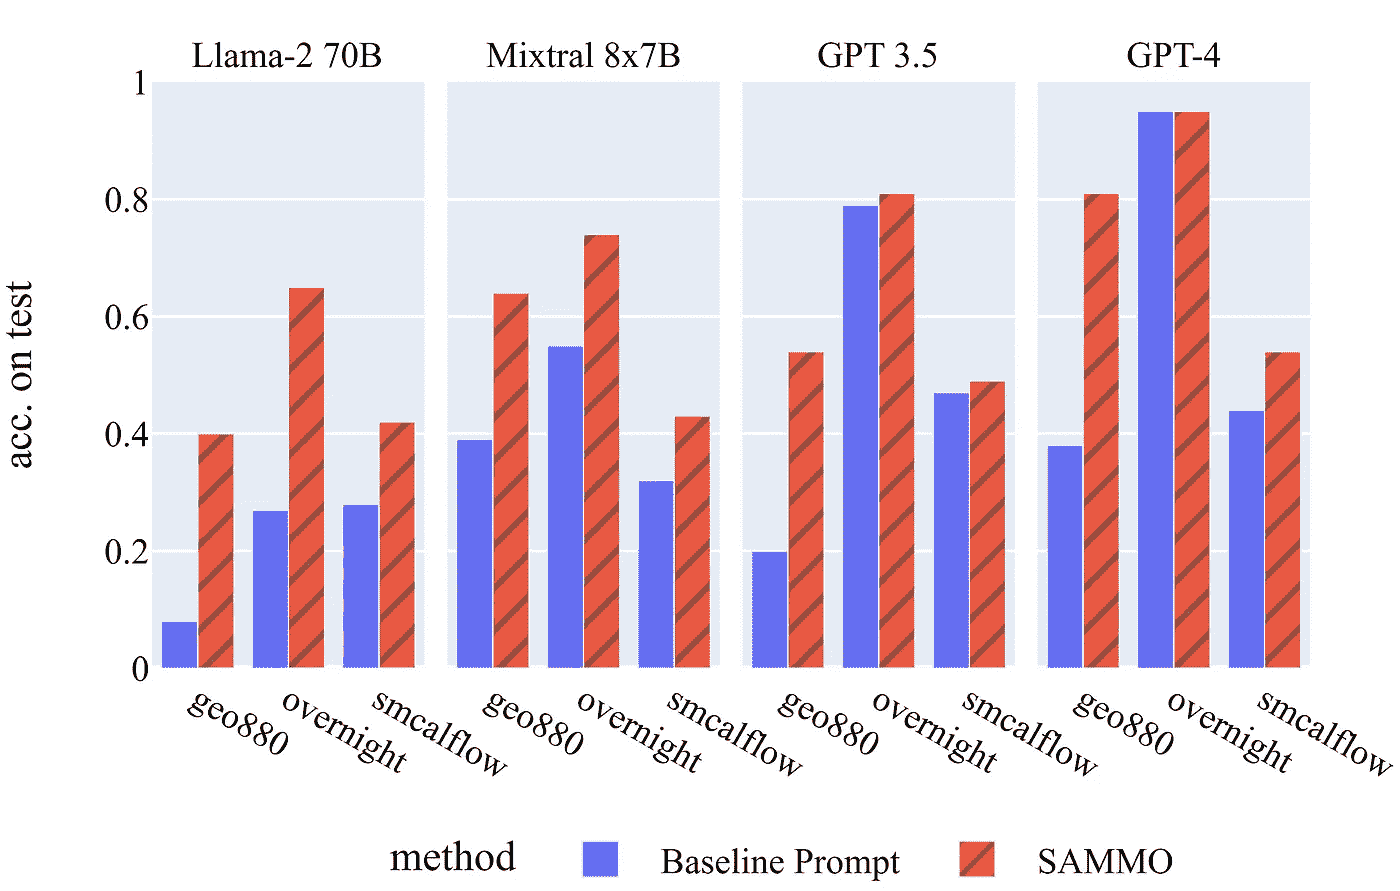 Llama-2 70B
Mixtral 8x7B
GPT 3.5
GPT-4
acc. on test
1
0.8
0.6
0.4
0.2
0
geo880
overnight
smcalflow
geo880
overnight
smcalflow
geo880
overnight
smcalflow
geo880
overnight
smcalflow
method
Baseline Prompt
SAMMO